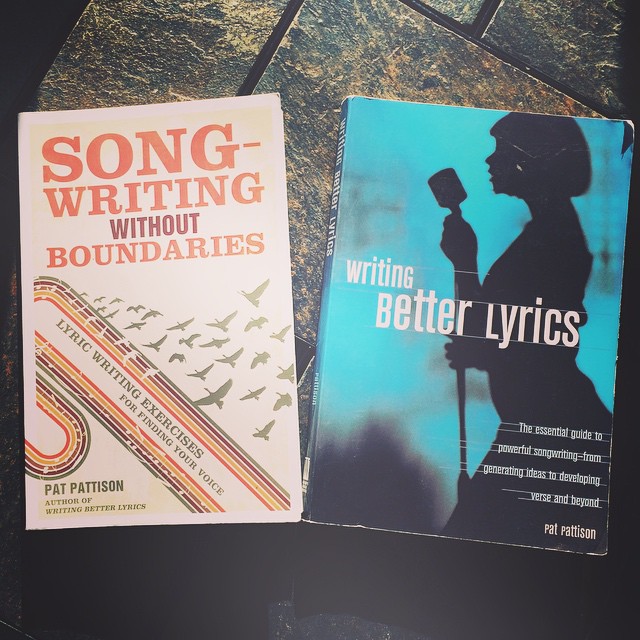 SONG-
WRITING
WITHOUT
BOUNDARIES
LYRIC WRITING EXERCISES
FOR FINDING YOUR VOICE
PAT PATTISON
AUTHOR OF
WRITING BETTER LYRICS
writing Better Lyrics
Pattison
writing
Better Lyrics
The essential guide to
powerful songwriting—from
generating ideas to developing
verse and beyond
Pat Pattison